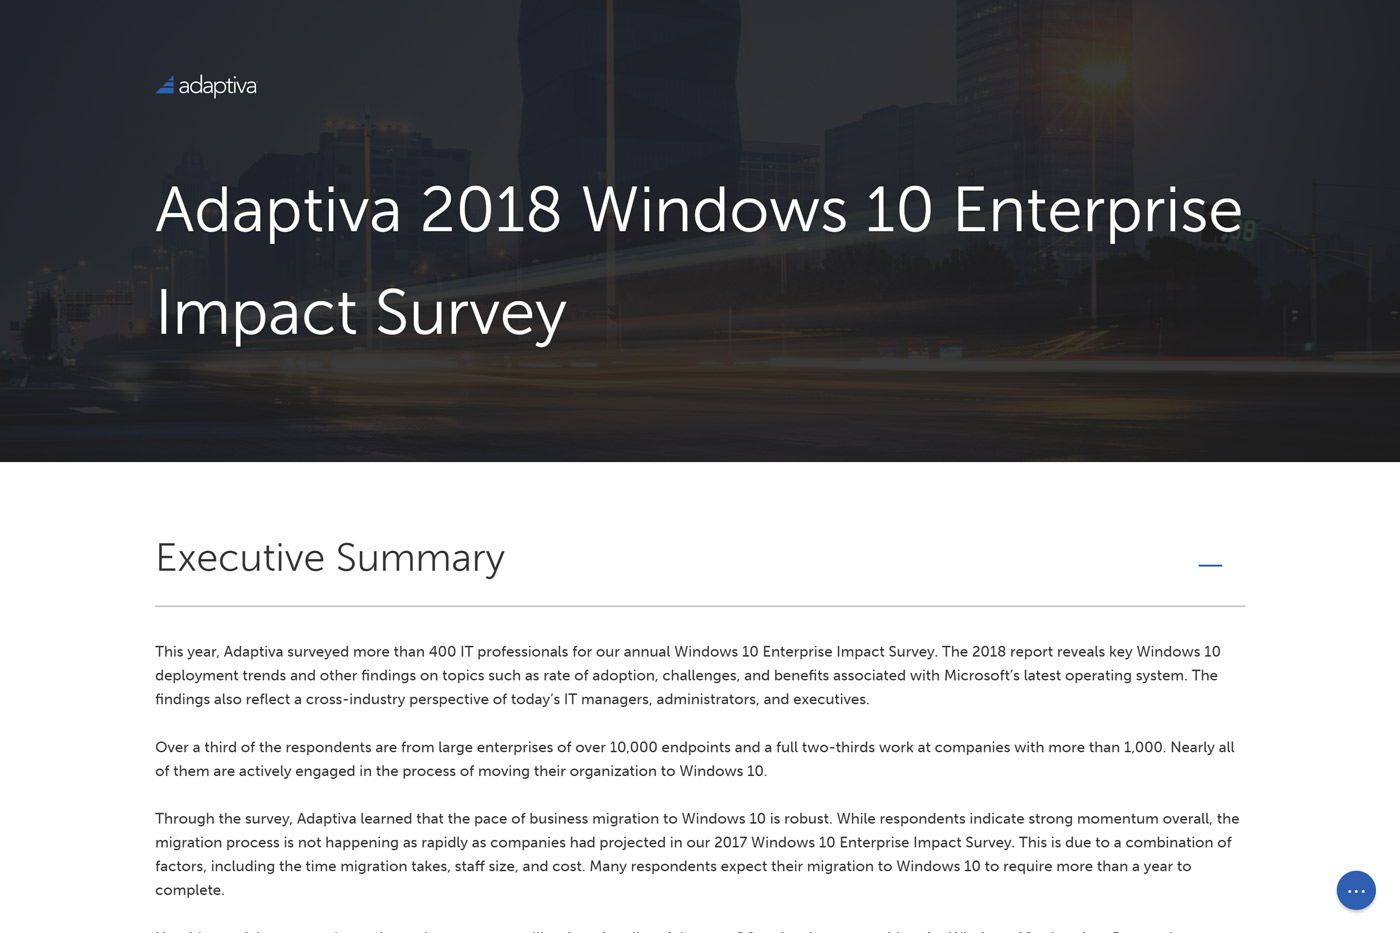 adaptiva
Adaptiva 2018 Windows 10 Enterprise
Impact Survey
Executive Summary
This year, Adaptiva surveyed more than 400 IT professionals for our annual Windows 10 Enterprise Impact Survey. The 2018 report reveals key Windows 10
deployment trends and other findings on topics such as rate of adoption, challenges, and benefits associated with Microsoft’s latest operating system. The
findings also reflect a cross-industry perspective of today’s IT managers, administrators, and executives.
Over a third of the respondents are from large enterprises of over 10,000 endpoints and a full two-thirds work at companies with more than 1,000. Nearly all
of them are actively engaged in the process of moving their organization to Windows 10.
Through the survey, Adaptiva learned that the pace of business migration to Windows 10 is robust. While respondents indicate strong momentum overall, the
migration process is not happening as rapidly as companies had projected in our 2017 Windows 10 Enterprise Impact Survey. This is due to a combination of
factors, including the time migration takes, staff size, and cost. Many respondents expect their migration to Windows 10 to require more than a year to
complete.